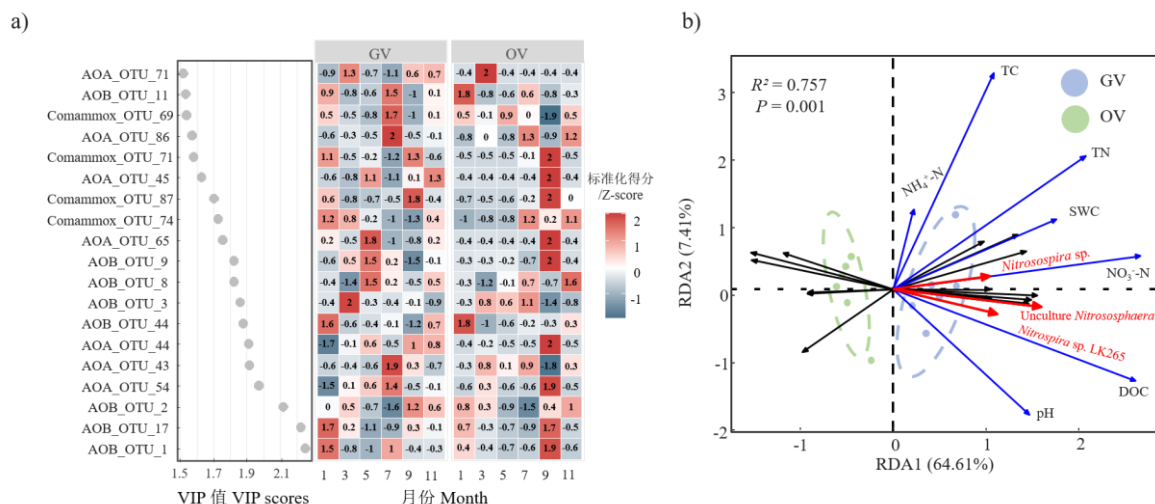 a)
GV OV
AOA_OTU_71 -0.9 1.3 -0.7 -1.1 0.6 0.7 -0.4 2 -0.4 -0.4 -0.4 -0.4
AOB_OTU_11 0.9 -0.8 -0.6 1.5 -1 0.1 1.8 -0.8 -0.6 0.6 -0.8 -0.3
Comammox_OTU_69 0.5 -0.5 -0.8 1.7 -1 0.1 0.5 -0.1 0.9 0 -1.9 0.5
AOA_OTU_86 -0.6 -0.3 -0.5 2 -0.5 -0.1 -0.8 0 -0.7 1.3 -0.9 1.2
Comammox_OTU_71 1.1 -0.5 -0.2 -1.2 1.3 -0.6 -0.5 -0.5 -0.5 -0.5 2 -0.5
AOA_OTU_45 -0.6 -0.8 1.1 -1.1 0.1 1.3 -0.4 -0.4 -0.4 -0.4 2 -0.4
Comammox_OTU_87 0.6 -0.8 -0.7 -0.5 1.8 -0.4 -0.6 -0.7 -0.2 -0.6 2 0
Comammox_OTU_74 1.2 0.8 -0.2 -1 -1.3 0.4 -1 -0.8 -0.8 1.2 0.2 1.1
AOA_OTU_65 0.2 -0.5 1.8 -1 -0.8 0.2 -0.4 -0.4 -0.4 -0.4 2 -0.4
AOB_OTU_9 -0.6 0.5 1.5 -0.2 -1.5 0.3 -0.6 -0.3 -0.3 -0.7 2 -0.4
AOB_OTU_8 -0.4 -1.4 1.5 0.2 -0.5 0.5 -0.3 -1.2 -0.1 0.7 -0.7 1.6
AOB_OTU_3 -0.4 2 -0.3 -0.4 -0.1 -0.9 -0.3 0.8 0.6 1.1 -1.4 -0.8
AOB_OTU_44 1.6 -0.6 -0.4 -0.1 -1.2 0.7 1.8 -1 -0.6 -0.2 -0.3 0.3
AOA_OTU_44 -1.7 -0.1 0.6 -0.5 1 0.8 -0.4 -0.5 -0.2 -0.5 2 -0.5
AOA_OTU_43 -0.6 -0.4 -0.5 1.9 0.3 -0.7 -0.3 0.8 0.1 0.9 -1.8 0.3
AOA_OTU_54 -1.5 0.1 0.6 1.4 -0.5 -0.1 -0.6 0.3 -0.6 -0.6 1.9 -0.5
AOB_OTU_2 0 0.5 -0.7 -1.6 1.2 0.6 0.8 0.3 -0.9 -1.5 0.4 1
AOB_OTU_17 1.7 0.2 -1.1 -0.9 0.3 -0.1 0.7 -0.3 -0.7 -0.9 1.7 -0.5
AOB_OTU_1 1.5 -0.8 -1 1 -0.4 -0.3 0.4 -0.4 -0.7 -0.6 1.9 -0.6
1.5 1.7 1.9 2.1
1 3 5 7 9 11 1 3 5 7 9 11
VIP 值 VIP scores
月份 Month
标准化得分
/Z-score
2
1
0
-1
b)
R² = 0.757
P = 0.001
GV
OV
TC
TN
NH₄⁺-N
SWC
Nitrosospira sp.
NO₃⁻-N
Unculture Nitrososphaera
Nitrospira sp. LK265
DOC
pH
3
2
1
0
-1
-2
RDA2 (7.41%)
-1 0 1 2
RDA1 (64.61%)